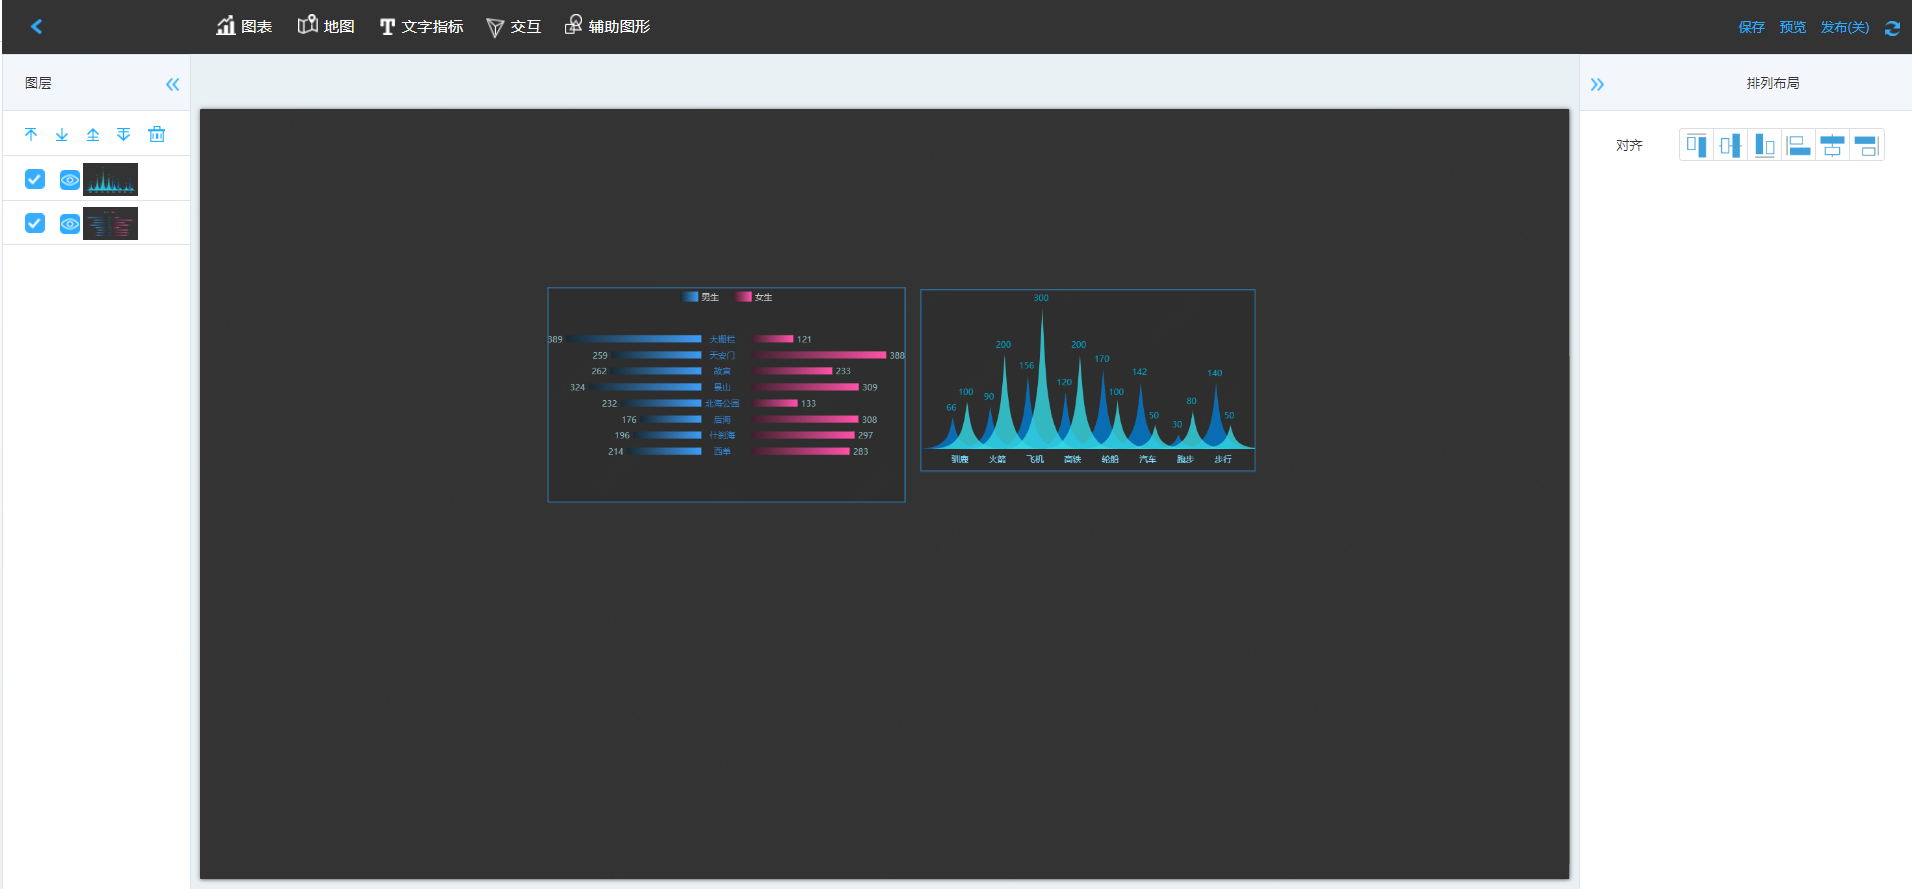 图表 地图 文字指标 交互 辅助图形 保存 预览 发布(关)
图层
排列布局
对齐
男生 女生
389 大栅栏 121
259 天安门 388
262 故宫 233
324 景山 309
232 北海公园 133
176 后海 308
196 什刹海 297
214 西单 283
300
200 200
156 170
120 142 140
100 100
66 90 80
50 50
30
驯鹿 火箭 飞机 高铁 轮船 汽车 跑步 步行